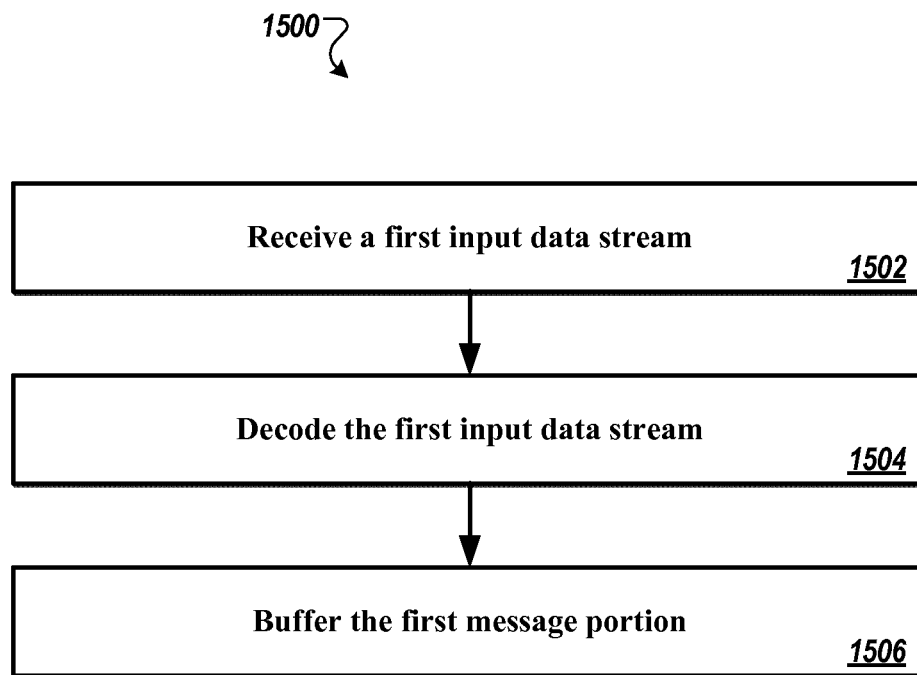 1500
Receive a first input data stream
1502
Decode the first input data stream
1504
Buffer the first message portion
1506